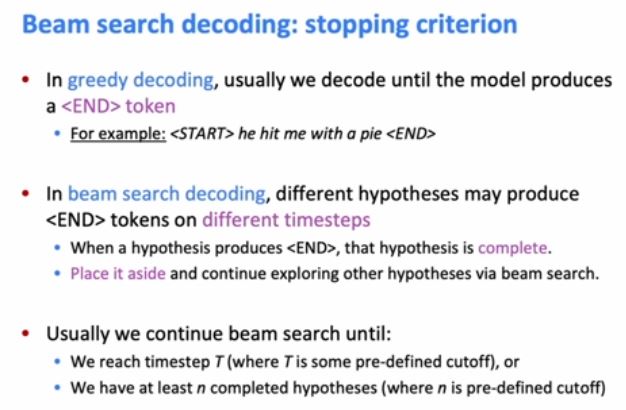 Beam search decoding: stopping criterion
• In greedy decoding, usually we decode until the model produces
a <END> token
• For example: <START> he hit me with a pie <END>
• In beam search decoding, different hypotheses may produce
<END> tokens on different timesteps
• When a hypothesis produces <END>, that hypothesis is complete.
• Place it aside and continue exploring other hypotheses via beam search.
• Usually we continue beam search until:
• We reach timestep T (where T is some pre-defined cutoff), or
• We have at least n completed hypotheses (where n is pre-defined cutoff)